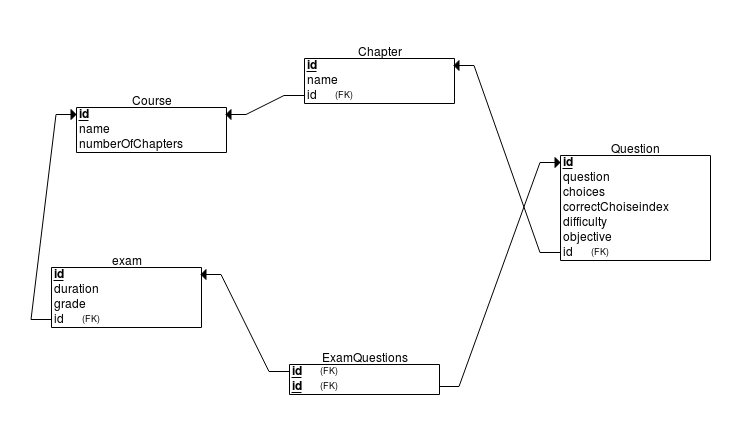 Chapter
id
name
id (FK)
Course
id
name
numberOfChapters
Question
id
question
choices
correctChoiseindex
difficulty
objective
id (FK)
exam
id
duration
grade
id (FK)
ExamQuestions
id (FK)
id (FK)